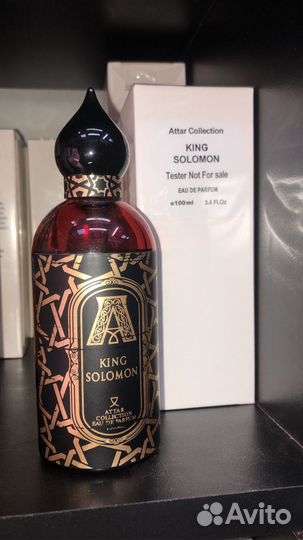 Attar Collection
KING
SOLOMON
Tester Not For sale
EAU DE PARFUM
e100ml 3.4 Fl,Oz
A
KING
SOLOMON
ATTAR
COLLECTION
EAU DE PARFUM
Avito